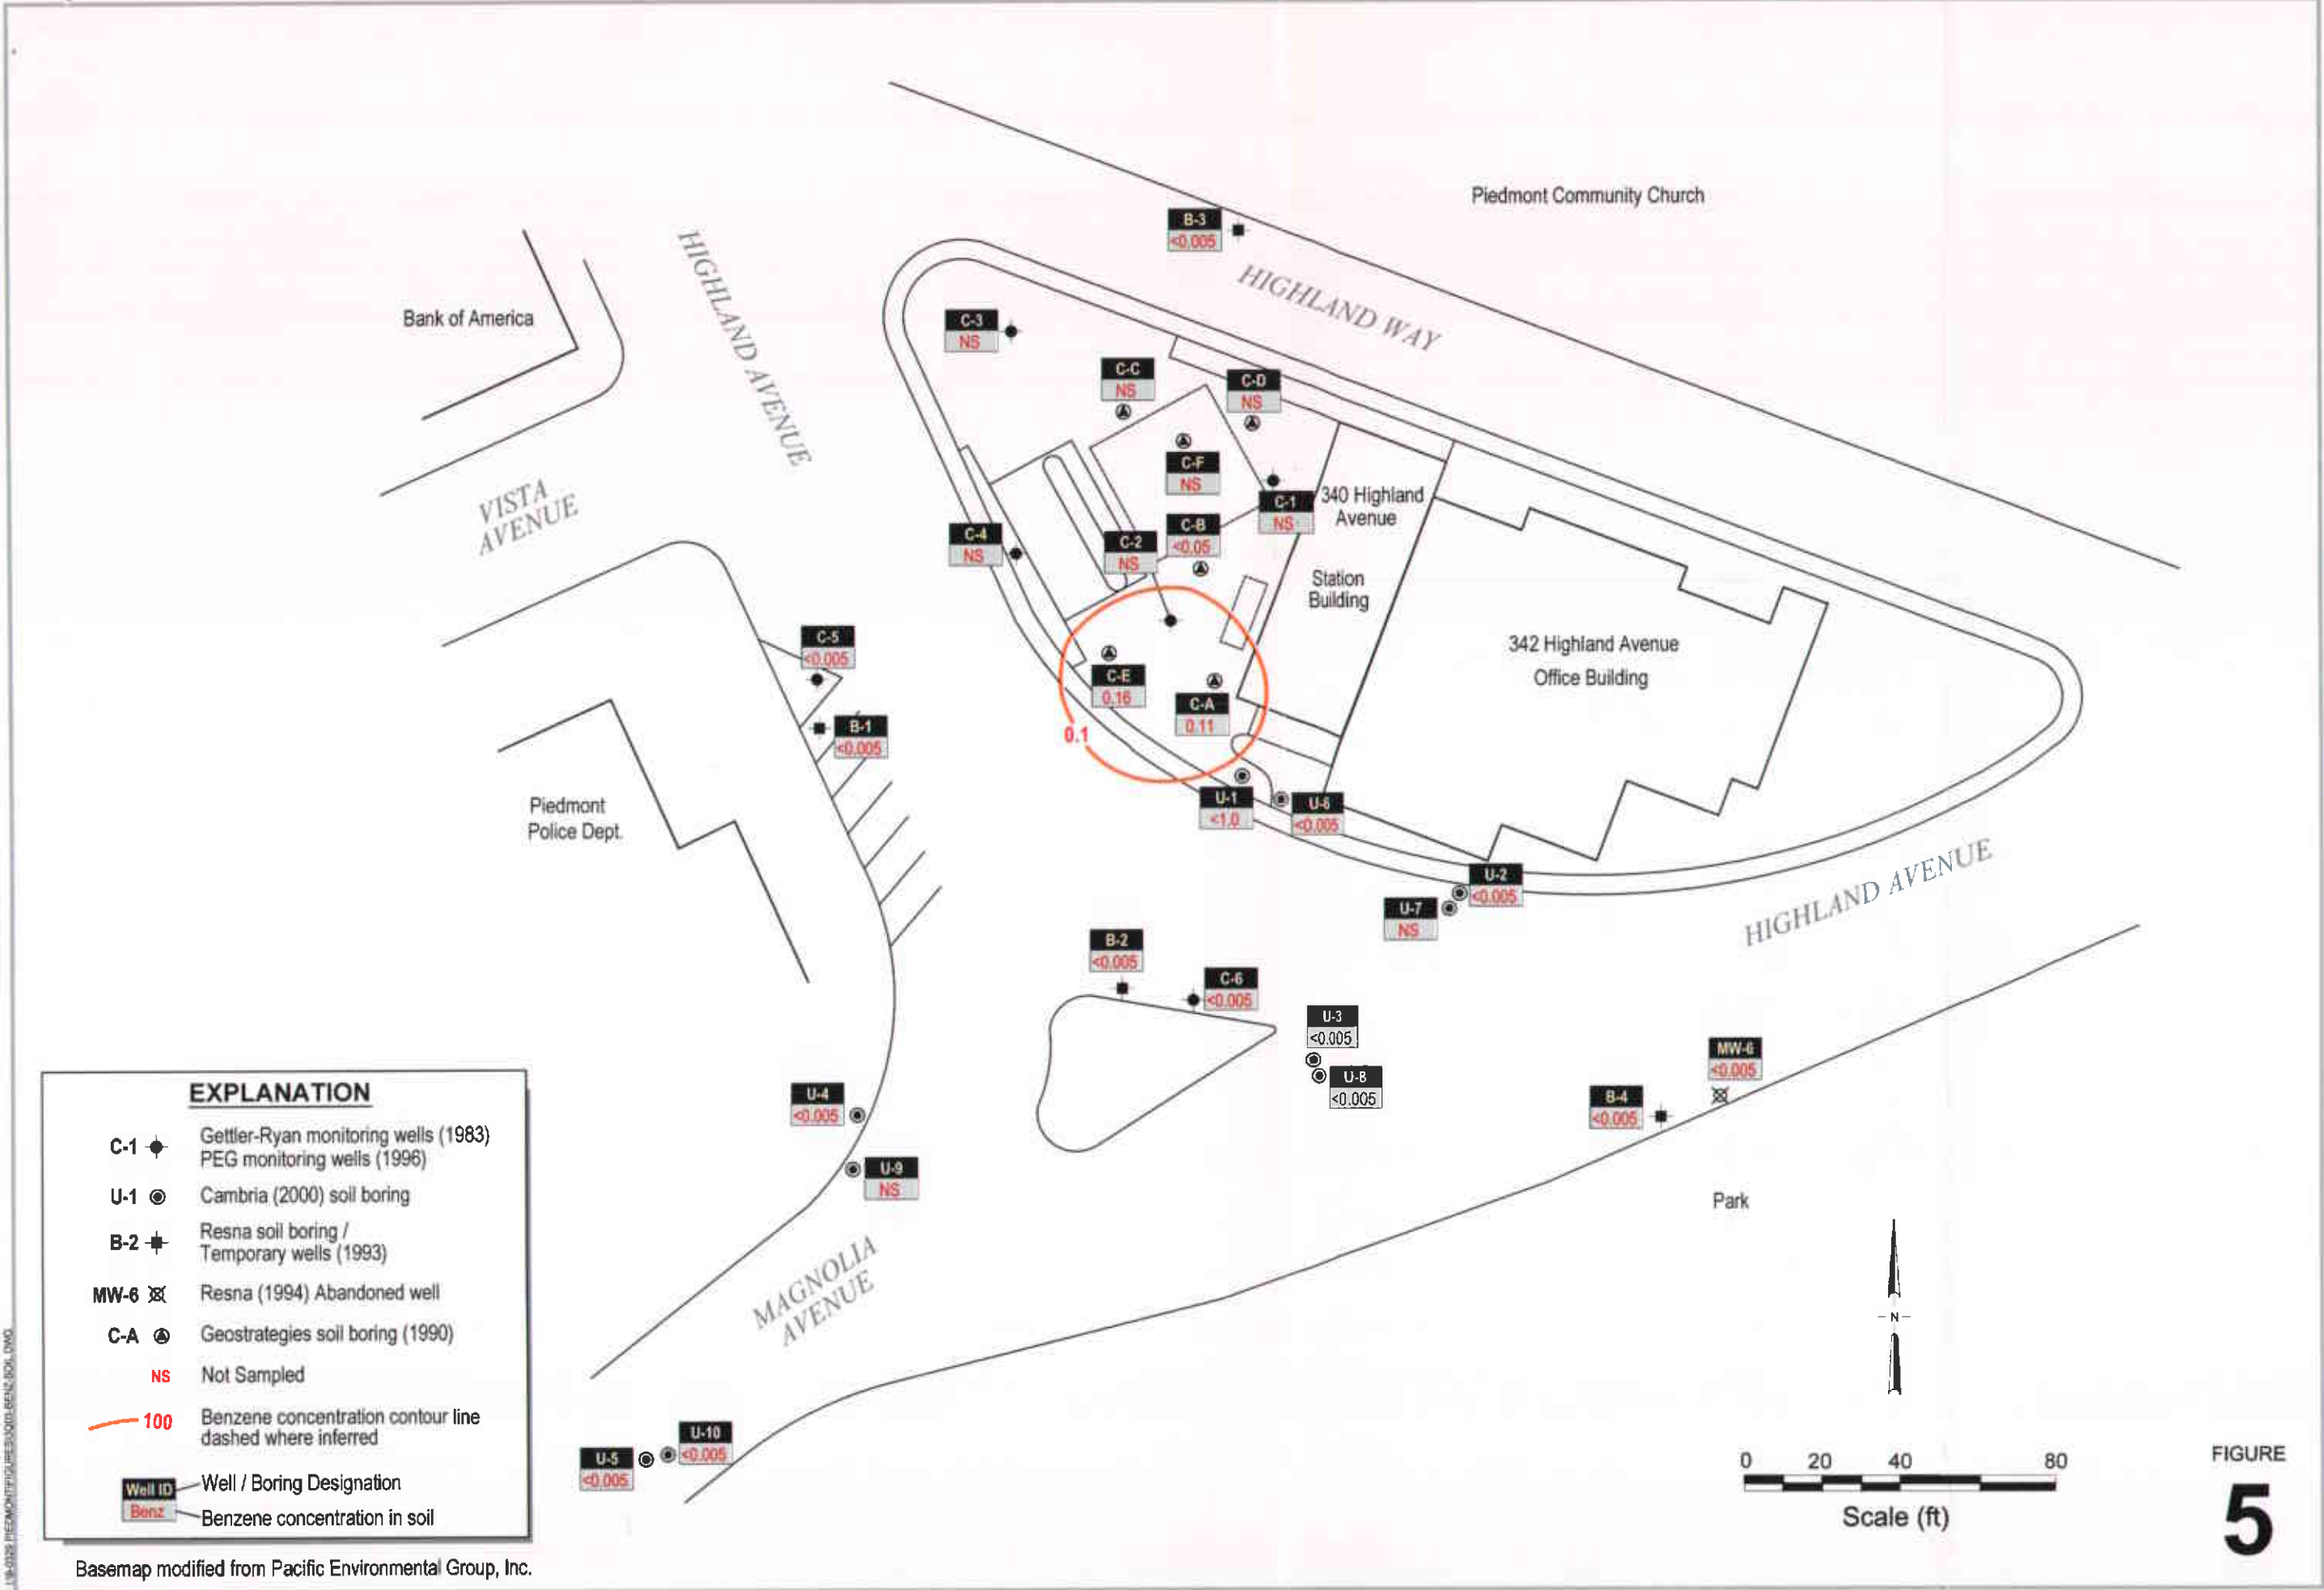 Piedmont Community Church
B-3
<0.005
HIGHLAND WAY
HIGHLAND AVENUE
Bank of America
C-3
NS
C-C
NS
C-D
NS
C-F
NS
C-1
NS
340 Highland
Avenue
VISTA
AVENUE
C-4
NS
C-2
NS
C-B
<0.05
Station
Building
342 Highland Avenue
Office Building
C-5
<0.005
C-E
0.16
C-A
0.11
B-1
<0.005
0.1
Piedmont
Police Dept.
U-1
<1.0
U-6
<0.005
U-2
<0.005
U-7
NS
HIGHLAND AVENUE
B-2
<0.005
C-6
<0.005
U-3
<0.005
U-8
<0.005
MW-6
<0.005
B-4
<0.005
U-4
<0.005
U-9
NS
Park
MAGNOLIA
AVENUE
U-10
<0.005
U-5
<0.005
EXPLANATION
C-1 Gettler-Ryan monitoring wells (1983)
PEG monitoring wells (1996)
U-1 Cambria (2000) soil boring
B-2 Resna soil boring /
Temporary wells (1993)
MW-6 Resna (1994) Abandoned well
C-A Geostrategies soil boring (1990)
NS Not Sampled
100 Benzene concentration contour line
dashed where inferred
Well ID Well / Boring Designation
Benz Benzene concentration in soil
Basemap modified from Pacific Environmental Group, Inc.
N
0 20 40 80
Scale (ft)
FIGURE
5